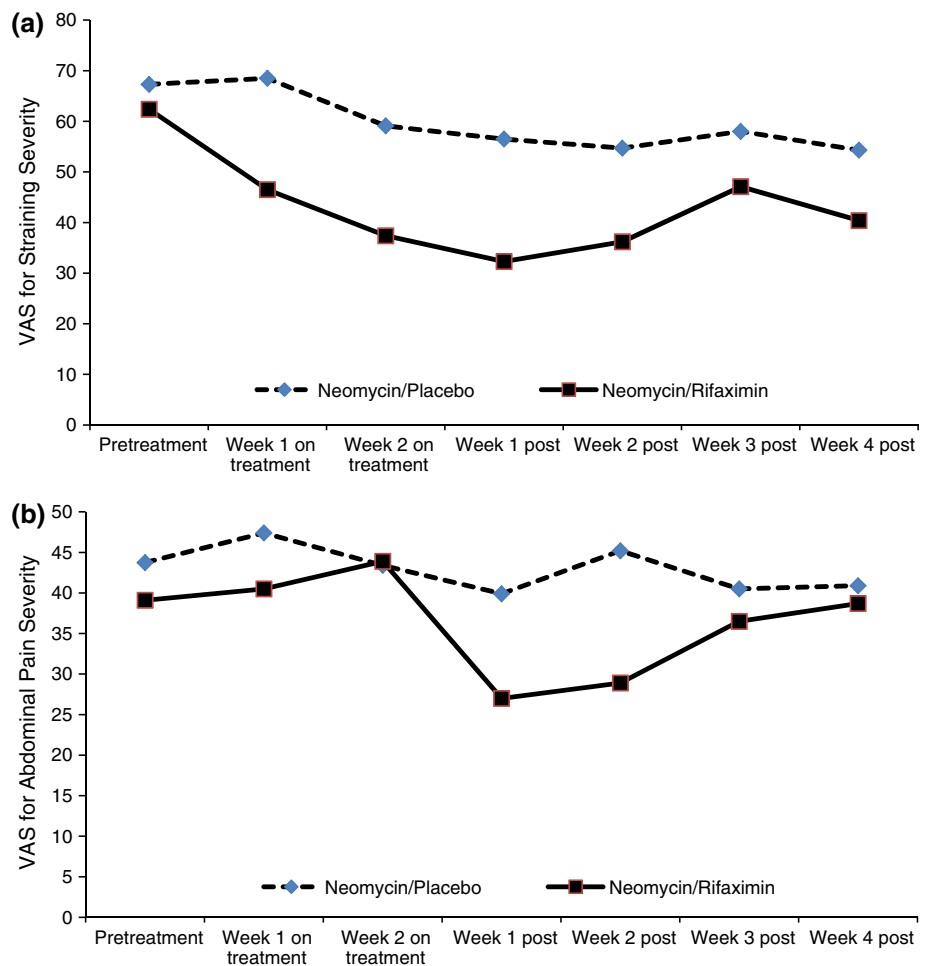 (a)
VAS for Straining Severity
80
70
60
50
40
30
20
10
0
Neomycin/Placebo Neomycin/Rifaximin
Pretreatment Week 1 on Week 2 on Week 1 post Week 2 post Week 3 post Week 4 post
treatment treatment
(b)
VAS for Abdominal Pain Severity
50
45
40
35
30
25
20
15
10
5
0
Neomycin/Placebo Neomycin/Rifaximin
Pretreatment Week 1 on Week 2 on Week 1 post Week 2 post Week 3 post Week 4 post
treatment treatment